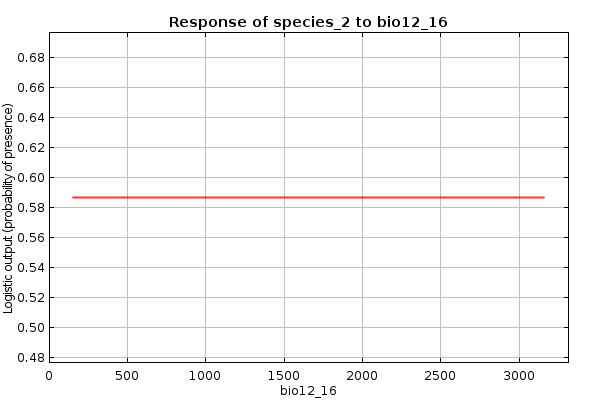 Response of species_2 to bio12_16
Logistic output (probability of presence)
0.68
0.66
0.64
0.62
0.60
0.58
0.56
0.54
0.52
0.50
0.48
0 500 1000 1500 2000 2500 3000
bio12_16